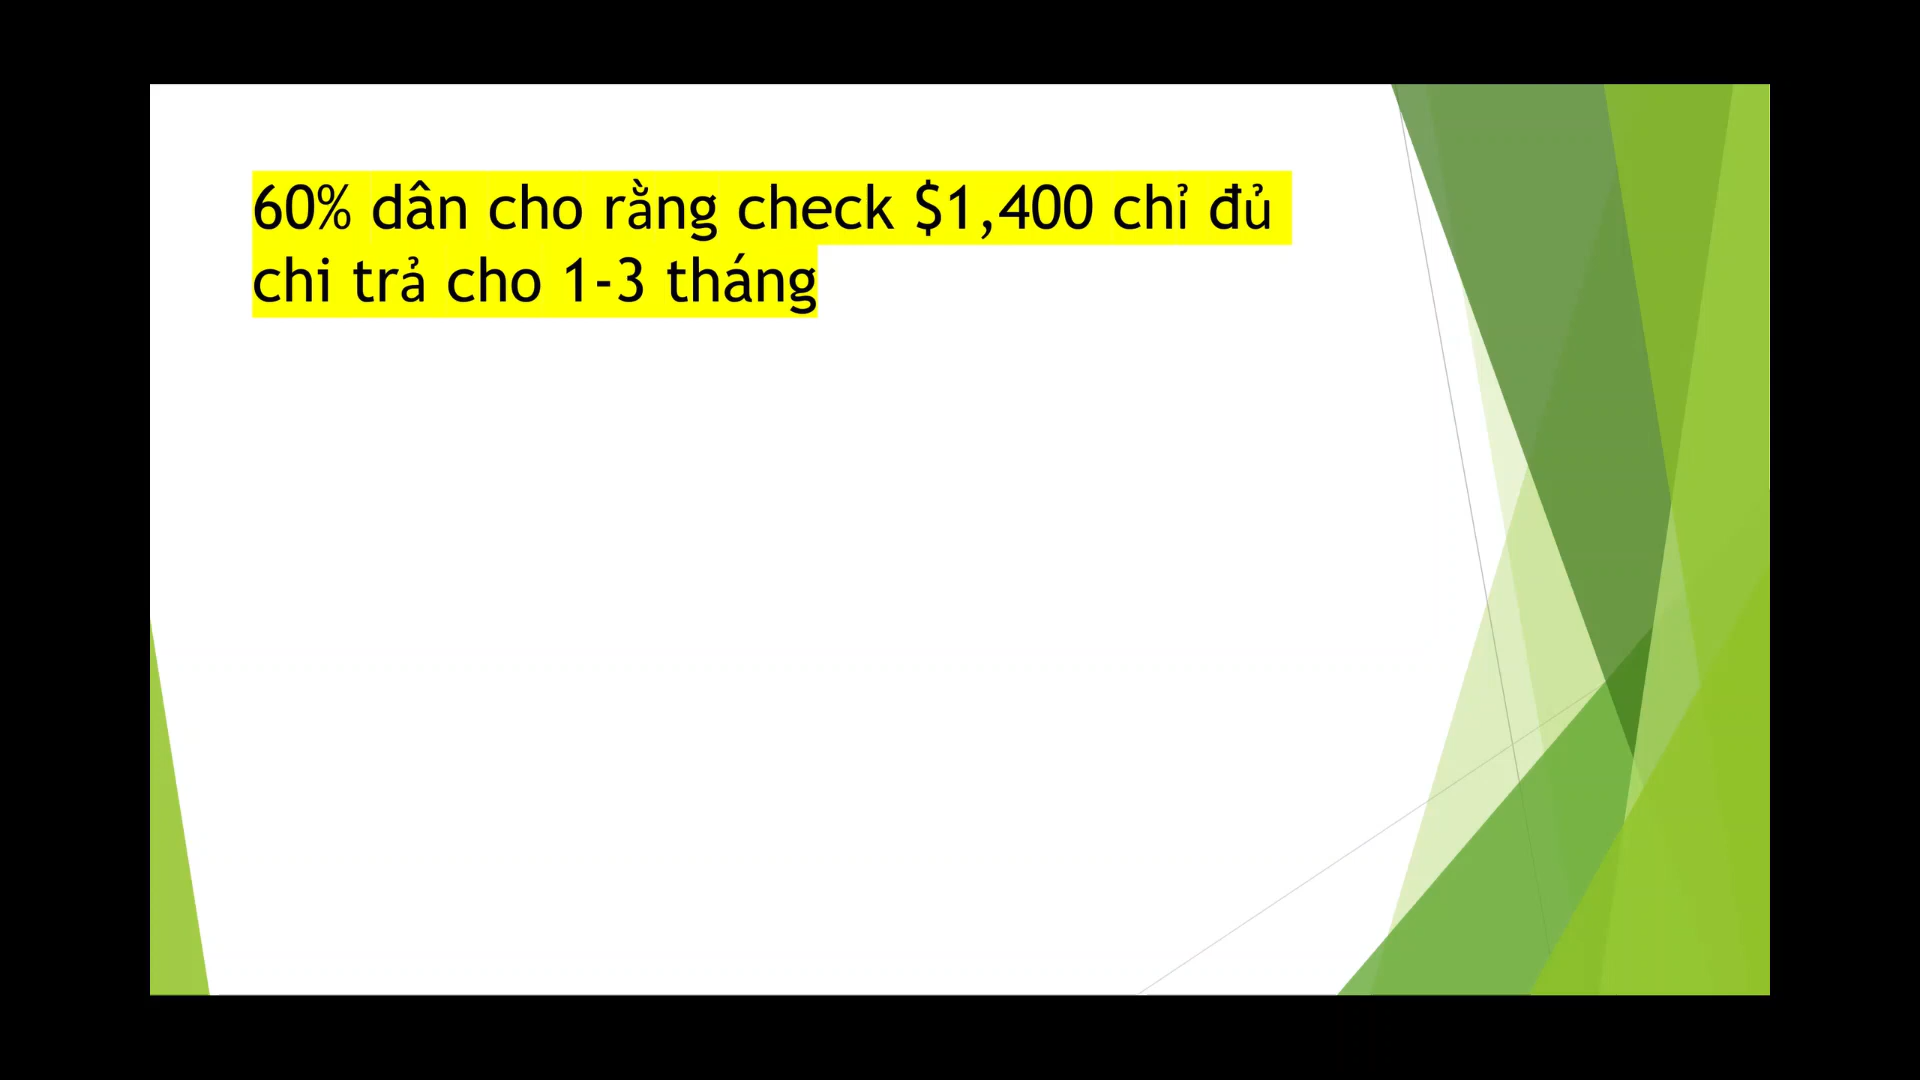 60% dân cho rằng check $1,400 chỉ đủ
chi trả cho 1-3 tháng